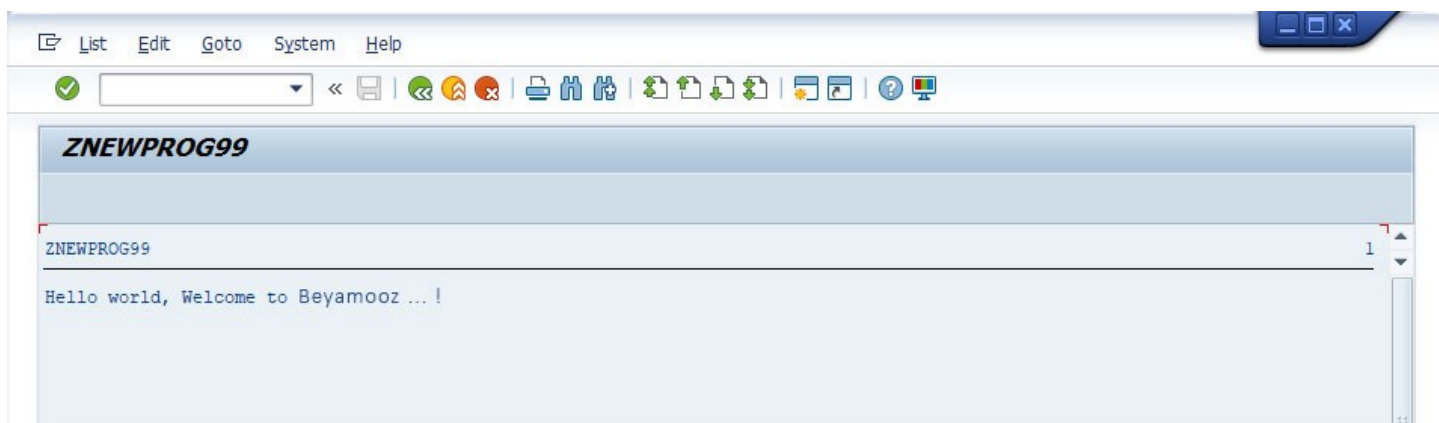 List Edit Goto System Help
ZNEWPROG99
ZNEWPROG99 1
Hello world, Welcome to Beyamooz ... !